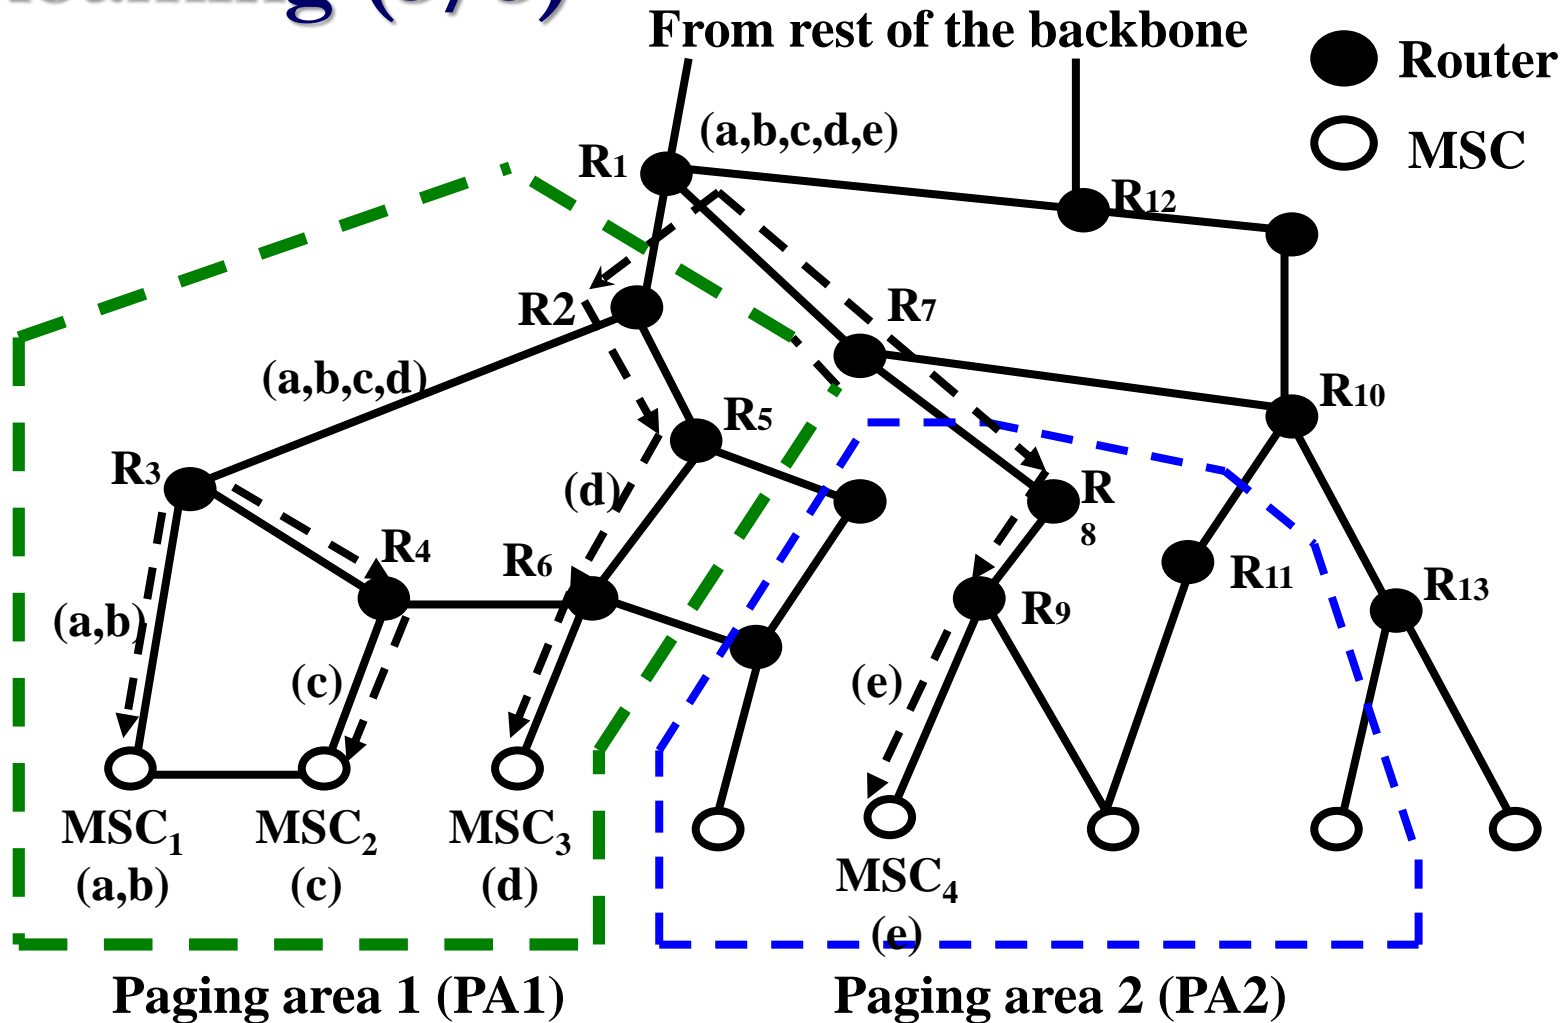 From rest of the backbone
Router
MSC
(a,b,c,d,e)
R1
R12
R2
R7
(a,b,c,d)
R10
R5
R3
(d)
R
8
R4
R6
R11
R13
(a,b)
R9
(c)
(e)
MSC1
MSC2
MSC3
(a,b)
(c)
(d)
MSC4
(e)
Paging area 1 (PA1)
Paging area 2 (PA2)